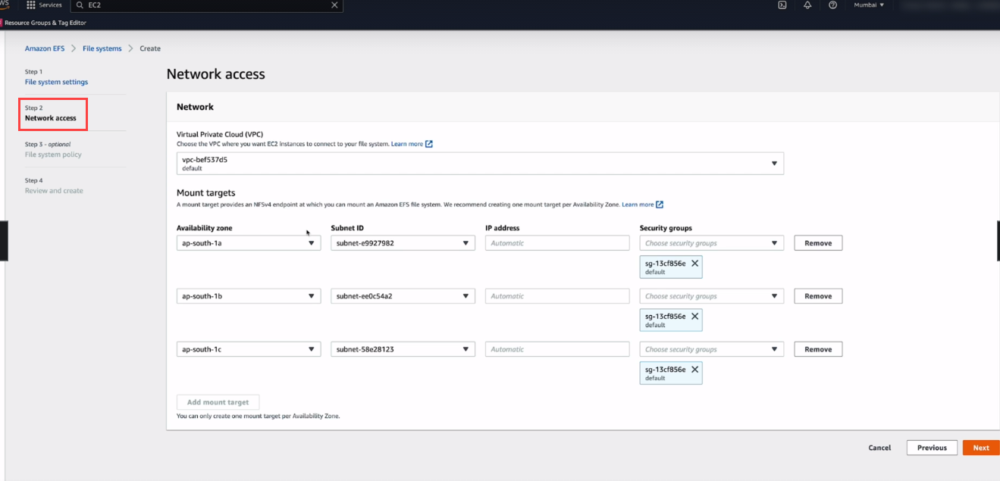 Services
EC2
Mumbai
Resource Groups & Tag Editor
Amazon EFS > File systems > Create
Step 1
File system settings
Step 2
Network access
Step 3 - optional
File system policy
Step 4
Review and create
Network access
Network
Virtual Private Cloud (VPC)
Choose the VPC where you want EC2 instances to connect to your file system. Learn more
vpc-bef537d5
default
Mount targets
A mount target provides an NFSv4 endpoint at which you can mount an Amazon EFS file system. We recommend creating one mount target per Availability Zone. Learn more
Availability zone Subnet ID IP address Security groups
ap-south-1a subnet-e9927982 Automatic Choose security groups Remove
sg-13cf856e
default
ap-south-1b subnet-ee0c54a2 Automatic Choose security groups Remove
sg-13cf856e
default
ap-south-1c subnet-58e28123 Automatic Choose security groups Remove
sg-13cf856e
default
Add mount target
You can only create one mount target per Availability Zone.
Cancel Previous Next